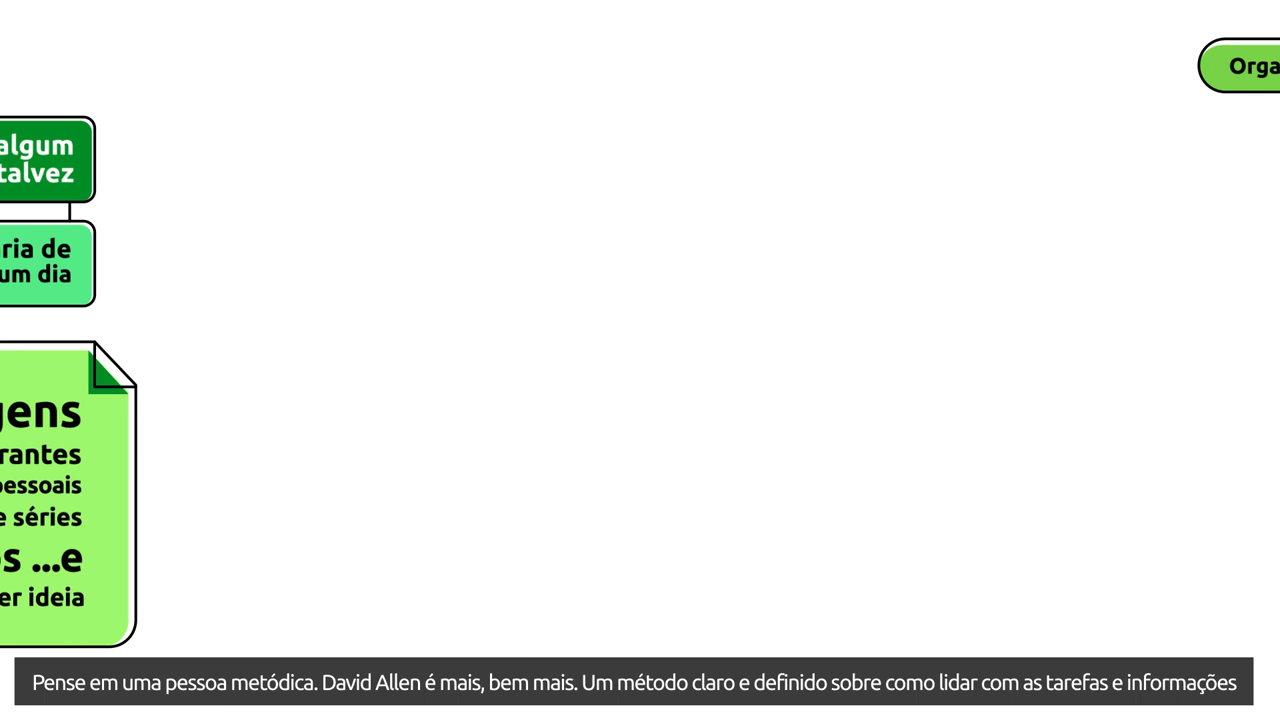 Orga
algum
talvez
ria de
um dia
gens
rantes
pessoais
e séries
os ...e
er ideia
Pense em uma pessoa metódica. David Allen é mais, bem mais. Um método claro e definido sobre como lidar com as tarefas e informações